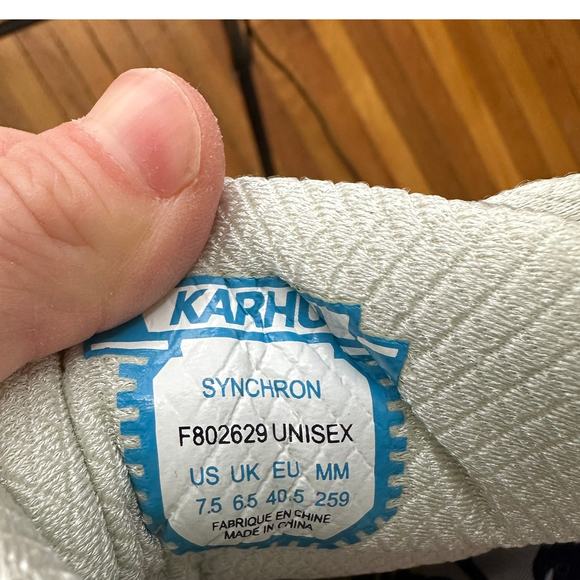 KARHU
SYNCHRON
F802629 UNISEX
US UK EU MM
7.5 6.5 40.5 259
FABRIQUE EN CHINE
MADE IN CHINA